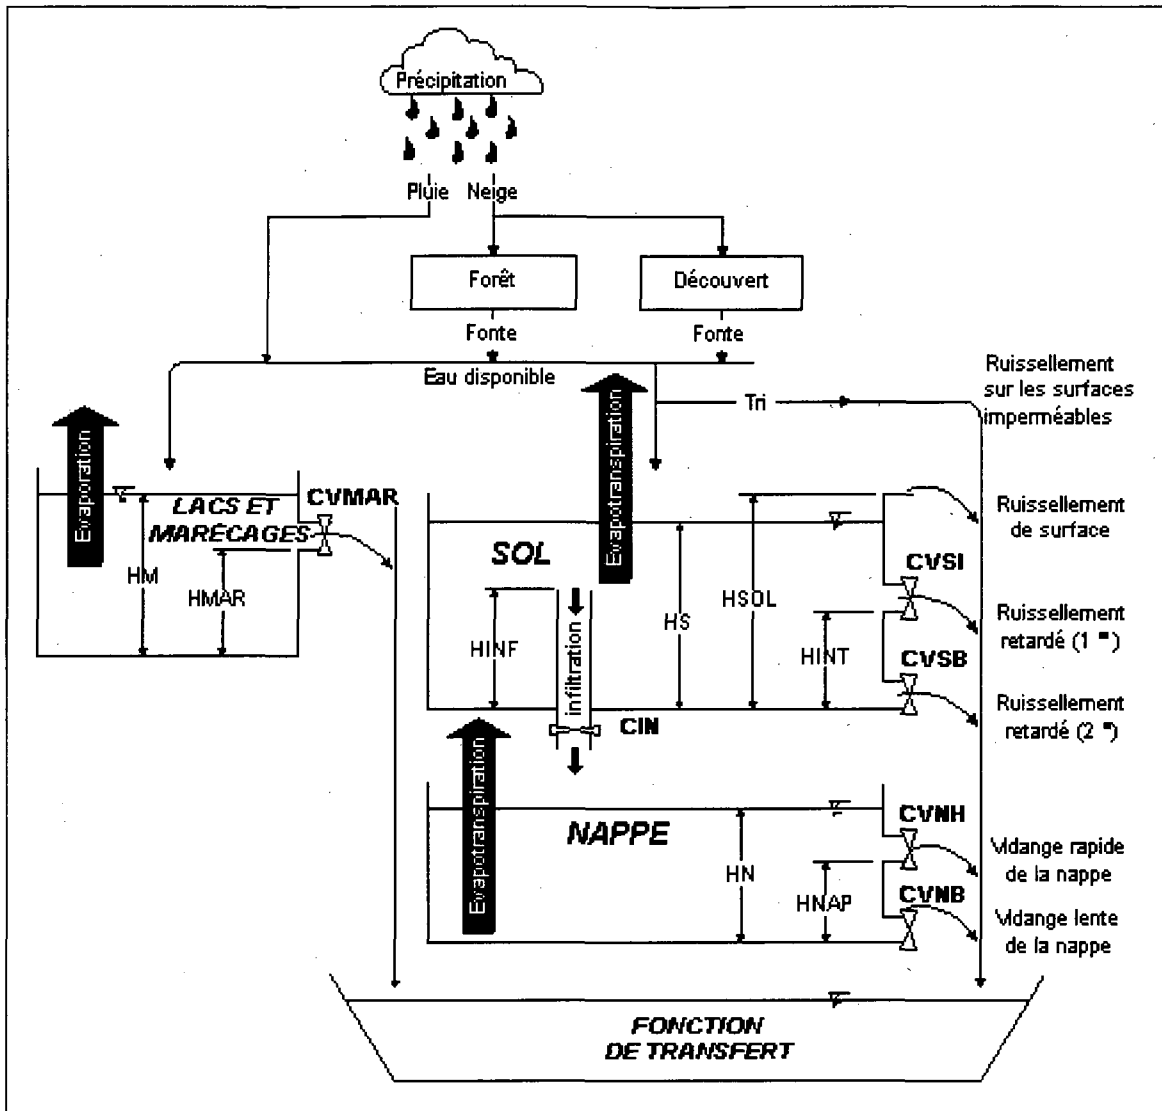 Précipitation
Pluie Neige
Forêt
Découvert
Fonte
Fonte
Eau disponible
Ruissellement
sur les surfaces
imperméables
Tri
Evaporation
Evapotranspiration
LACS ET
MARÉCAGES
CVMAR
HM
HMAR
SOL
HINF
infiltration
HS
HSOL
HINT
CVSI
CVSB
CIN
Ruissellement
de surface
Ruissellement
retardé (1 )
Ruissellement
retardé (2 )
Evapotranspiration
NAPPE
HN
HNAP
CVNH
CVNB
Vidange rapide
de la nappe
Vidange lente
de la nappe
FONCTION
DE TRANSFERT